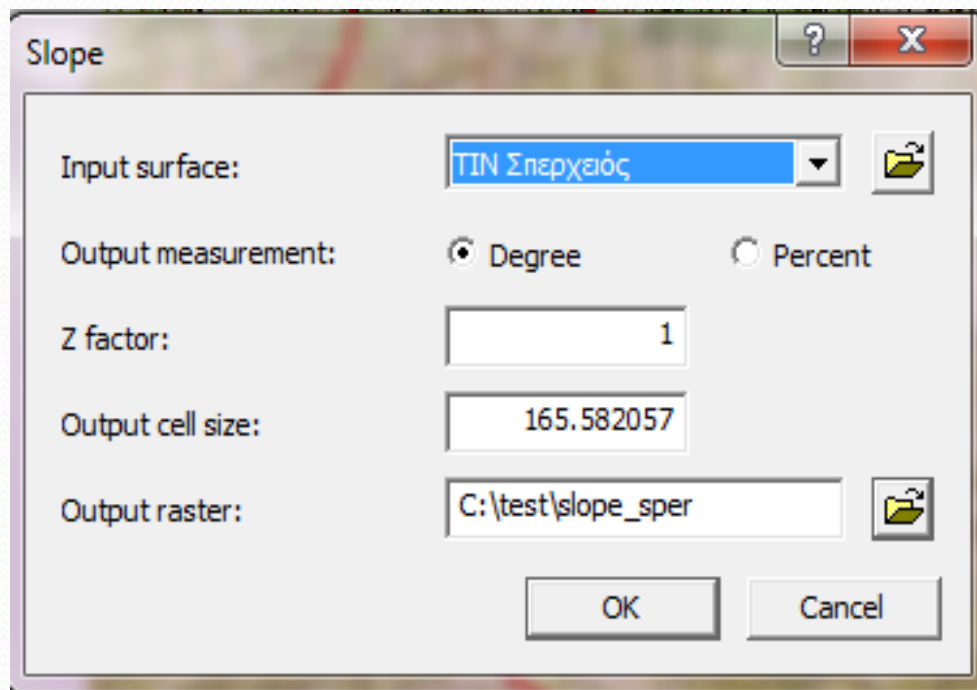 Slope
?
X
Input surface: TIN Σπερχειός
Output measurement: Degree Percent
Z factor: 1
Output cell size: 165.582057
Output raster: C:\test\slope_sper
OK Cancel